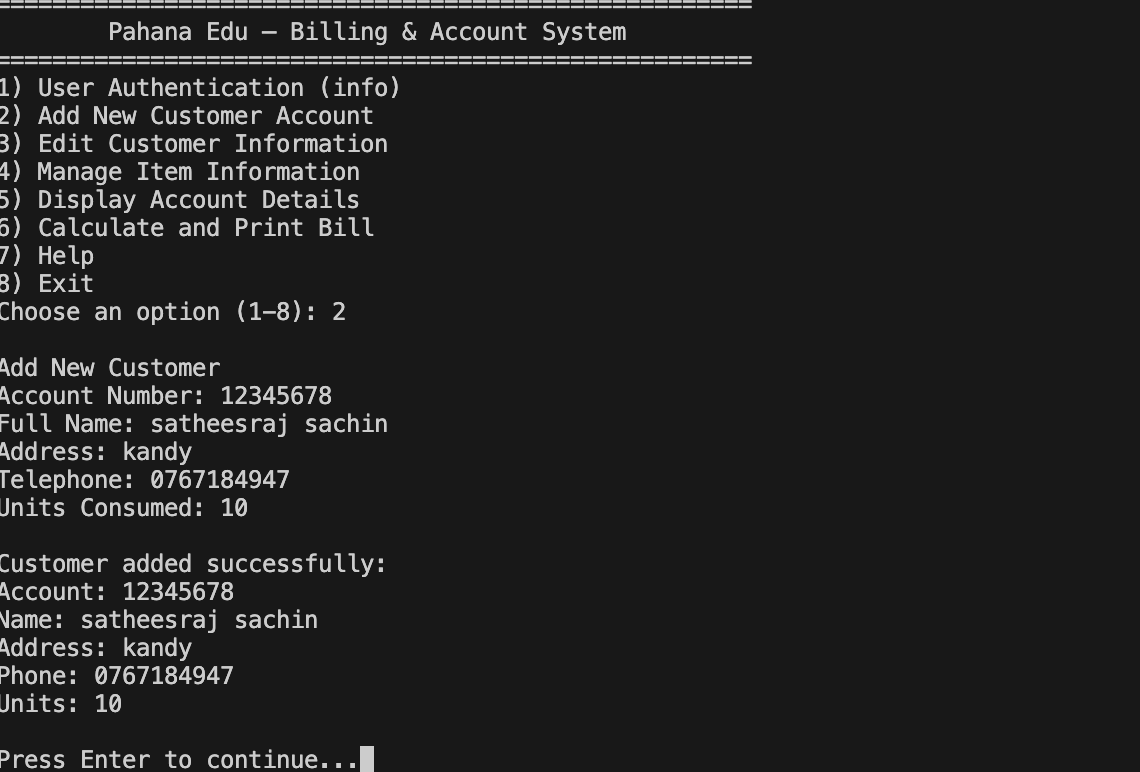 ======================================================
Pahana Edu – Billing & Account System
======================================================
1) User Authentication (info)
2) Add New Customer Account
3) Edit Customer Information
4) Manage Item Information
5) Display Account Details
6) Calculate and Print Bill
7) Help
8) Exit
Choose an option (1–8): 2
Add New Customer
Account Number: 12345678
Full Name: satheesraj sachin
Address: kandy
Telephone: 0767184947
Units Consumed: 10
Customer added successfully:
Account: 12345678
Name: satheesraj sachin
Address: kandy
Phone: 0767184947
Units: 10
Press Enter to continue...